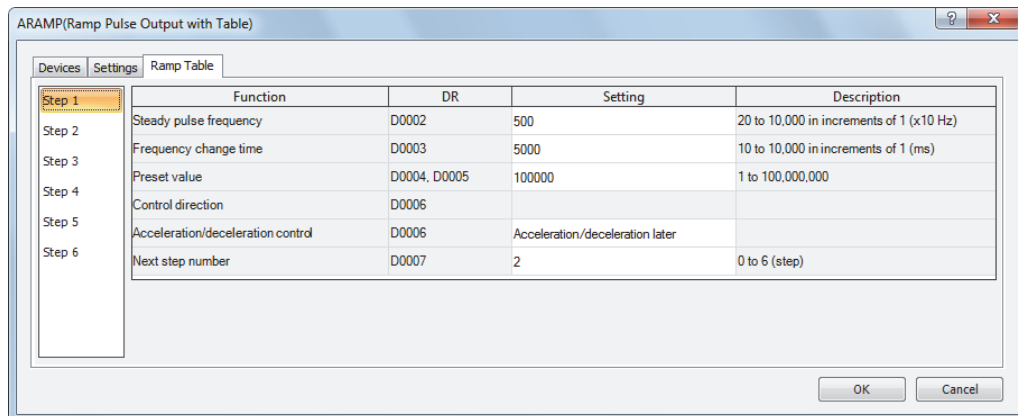 ARAMP(Ramp Pulse Output with Table)
? X
Devices Settings Ramp Table
Step 1
Step 2
Step 3
Step 4
Step 5
Step 6
Function DR Setting Description
Steady pulse frequency D0002 500 20 to 10,000 in increments of 1 (x10 Hz)
Frequency change time D0003 5000 10 to 10,000 in increments of 1 (ms)
Preset value D0004, D0005 100000 1 to 100,000,000
Control direction D0006
Acceleration/deceleration control D0006 Acceleration/deceleration later
Next step number D0007 2 0 to 6 (step)
OK Cancel